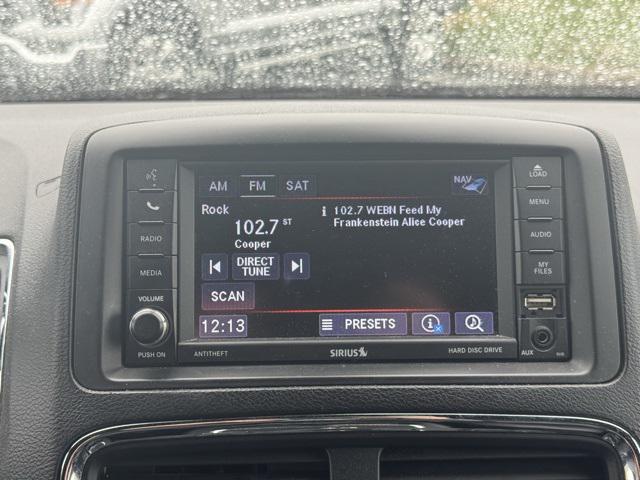 AM FM SAT NAV
Rock
102.7 ST
Cooper
i 102.7 WEBN Feed My
Frankenstein Alice Cooper
DIRECT
TUNE
SCAN
12:13
PRESETS
RADIO
MEDIA
VOLUME
PUSH ON
ANTITHEFT
SIRIUS
HARD DISC DRIVE
LOAD
MENU
AUDIO
MY
FILES
AUX